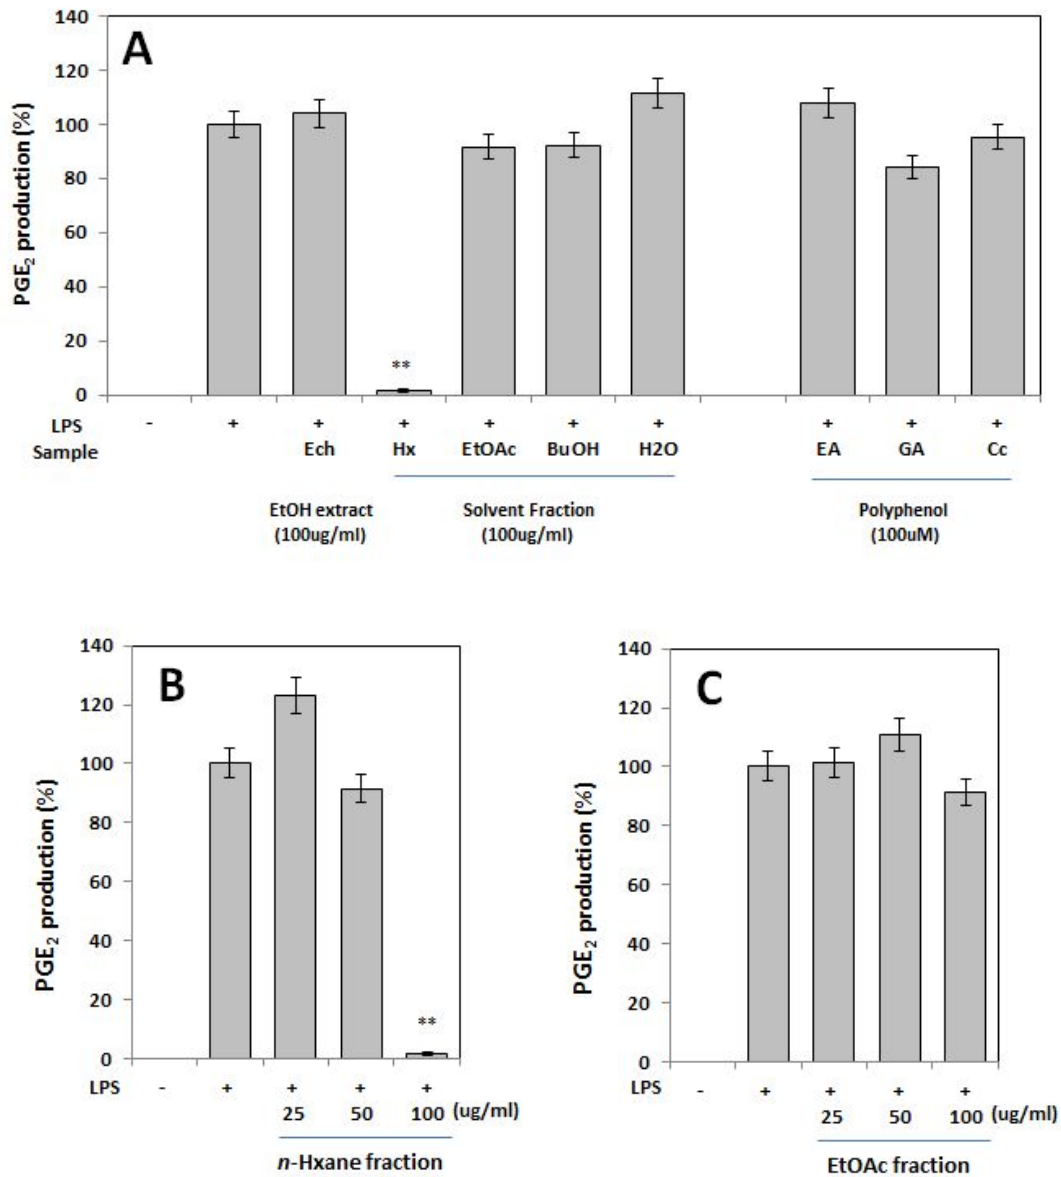 A
PGE2 production (%)
140
120
100
80
60
40
20
0
**
LPS - + + + + + + + + +
Sample Ech Hx EtOAc BuOH H2O EA GA Cc
EtOH extract Solvent Fraction Polyphenol
(100ug/ml) (100ug/ml) (100uM)
B
PGE2 production (%)
140
120
100
80
60
40
20
0
**
LPS - + + + +
25 50 100 (ug/ml)
n-Hxane fraction
C
PGE2 production (%)
140
120
100
80
60
40
20
0
LPS - + + + +
25 50 100 (ug/ml)
EtOAc fraction